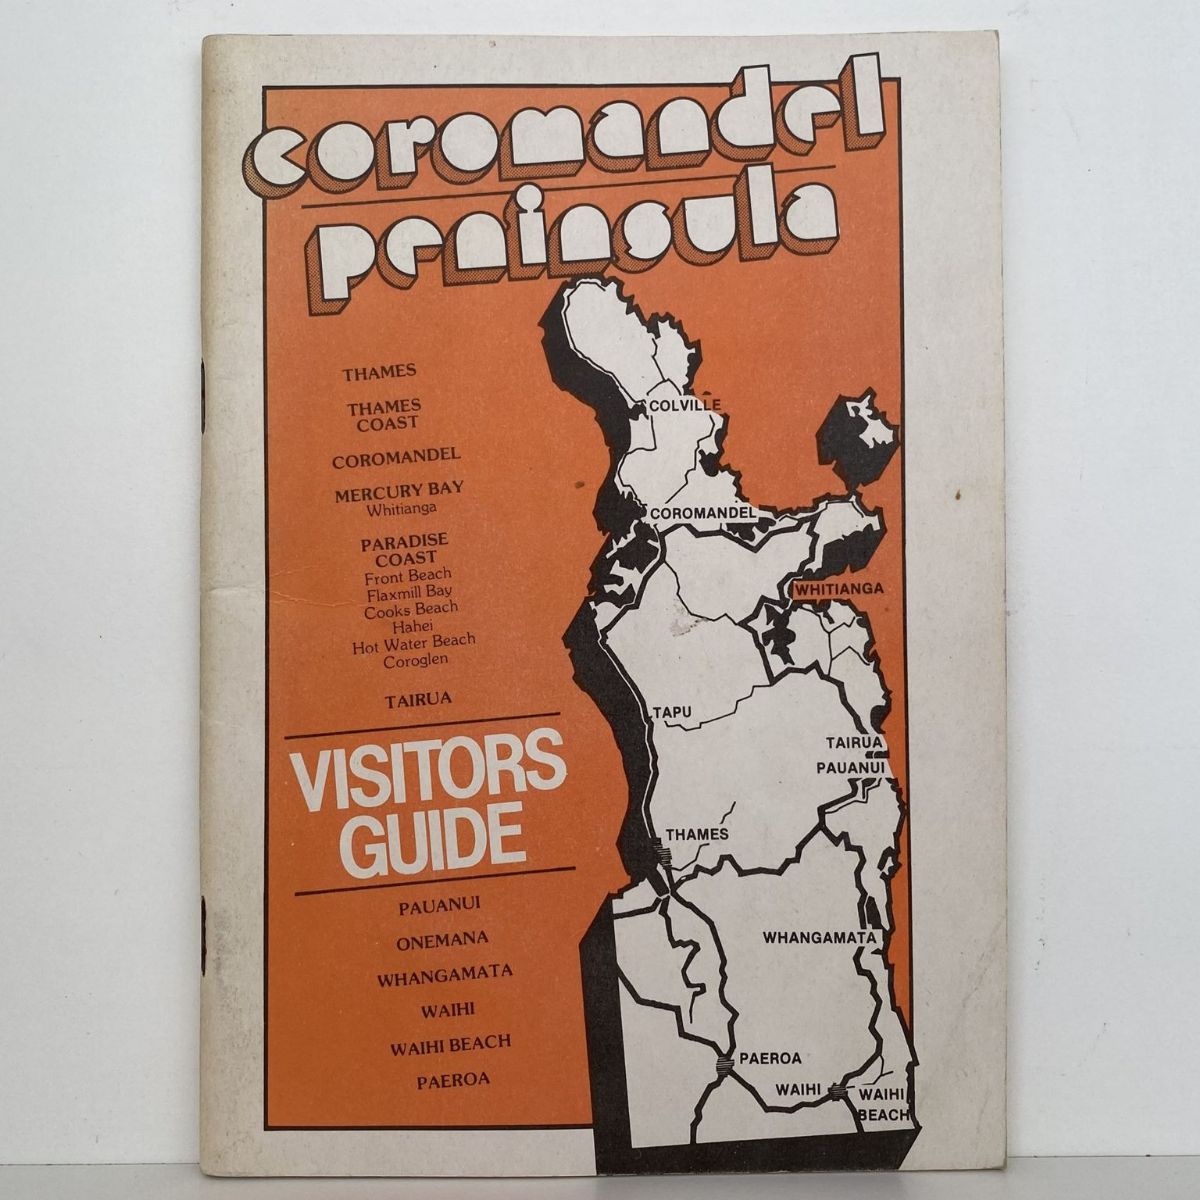 coromandel
peninsula
THAMES
THAMES
COAST
COROMANDEL
MERCURY BAY
Whitianga
PARADISE
COAST
Front Beach
Flaxmill Bay
Cooks Beach
Hahei
Hot Water Beach
Coroglen
TAIRUA
VISITORS
GUIDE
PAUANUI
ONEMANA
WHANGAMATA
WAIHI
WAIHI BEACH
PAEROA
COLVILLE
COROMANDEL
WHITIANGA
TAPU
TAIRUA
PAUANUI
THAMES
WHANGAMATA
PAEROA
WAIHI
WAIHI
BEACH